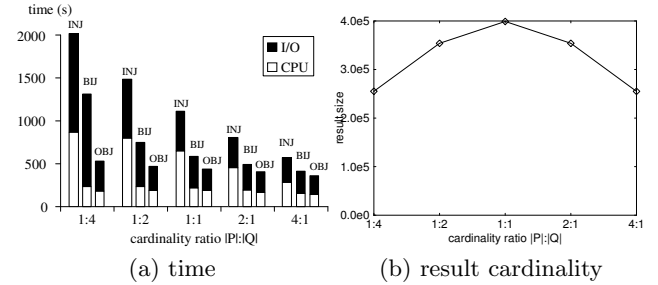 time (s)
2000
1500
1000
500
0
INJ
BIJ
OBJ
INJ
BIJ
OBJ
INJ
BIJ
OBJ
INJ
BIJ
OBJ
INJ
BIJ
OBJ
I/O
CPU
1:4 1:2 1:1 2:1 4:1
cardinality ratio |P|:|Q|
(a) time
4.0e5
3.0e5
2.0e5
1.0e5
0.0e0
result size
1:4 1:2 1:1 2:1 4:1
cardinality ratio |P|:|Q|
(b) result cardinality